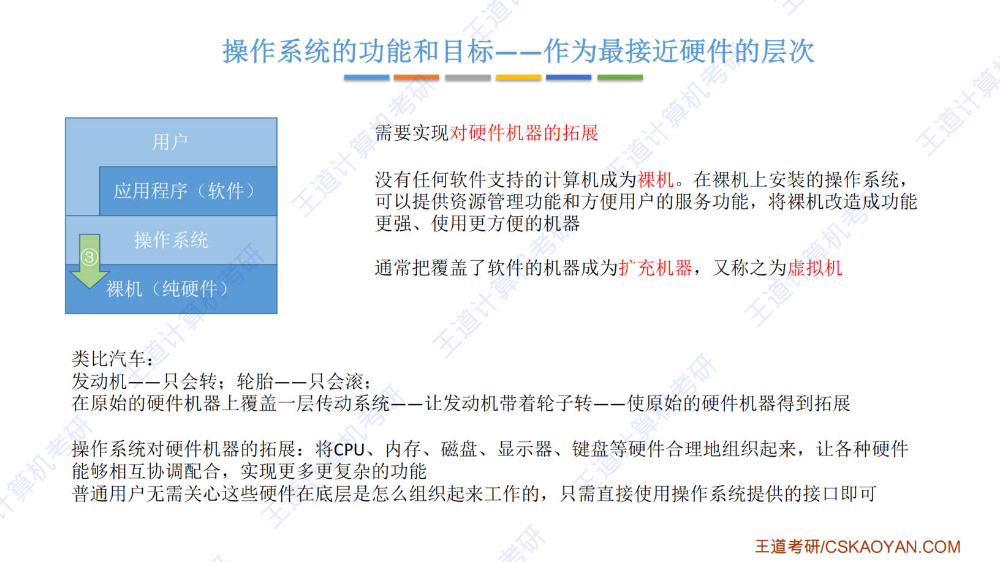 操作系统的功能和目标——作为最接近硬件的层次
用户
应用程序（软件）
操作系统
③
裸机（纯硬件）
需要实现对硬件机器的拓展
没有任何软件支持的计算机成为裸机。在裸机上安装的操作系统，
可以提供资源管理功能和方便用户的服务功能，将裸机改造成功能
更强、使用更方便的机器
通常把覆盖了软件的机器成为扩充机器，又称之为虚拟机
类比汽车：
发动机——只会转；轮胎——只会滚；
在原始的硬件机器上覆盖一层传动系统——让发动机带着轮子转——使原始的硬件机器得到拓展
操作系统对硬件机器的拓展：将CPU、内存、磁盘、显示器、键盘等硬件合理地组织起来，让各种硬件
能够相互协调配合，实现更多更复杂的功能
普通用户无需关心这些硬件在底层是怎么组织起来工作的，只需直接使用操作系统提供的接口即可
王道考研/CSKAOYAN.COM
王道计算机考研